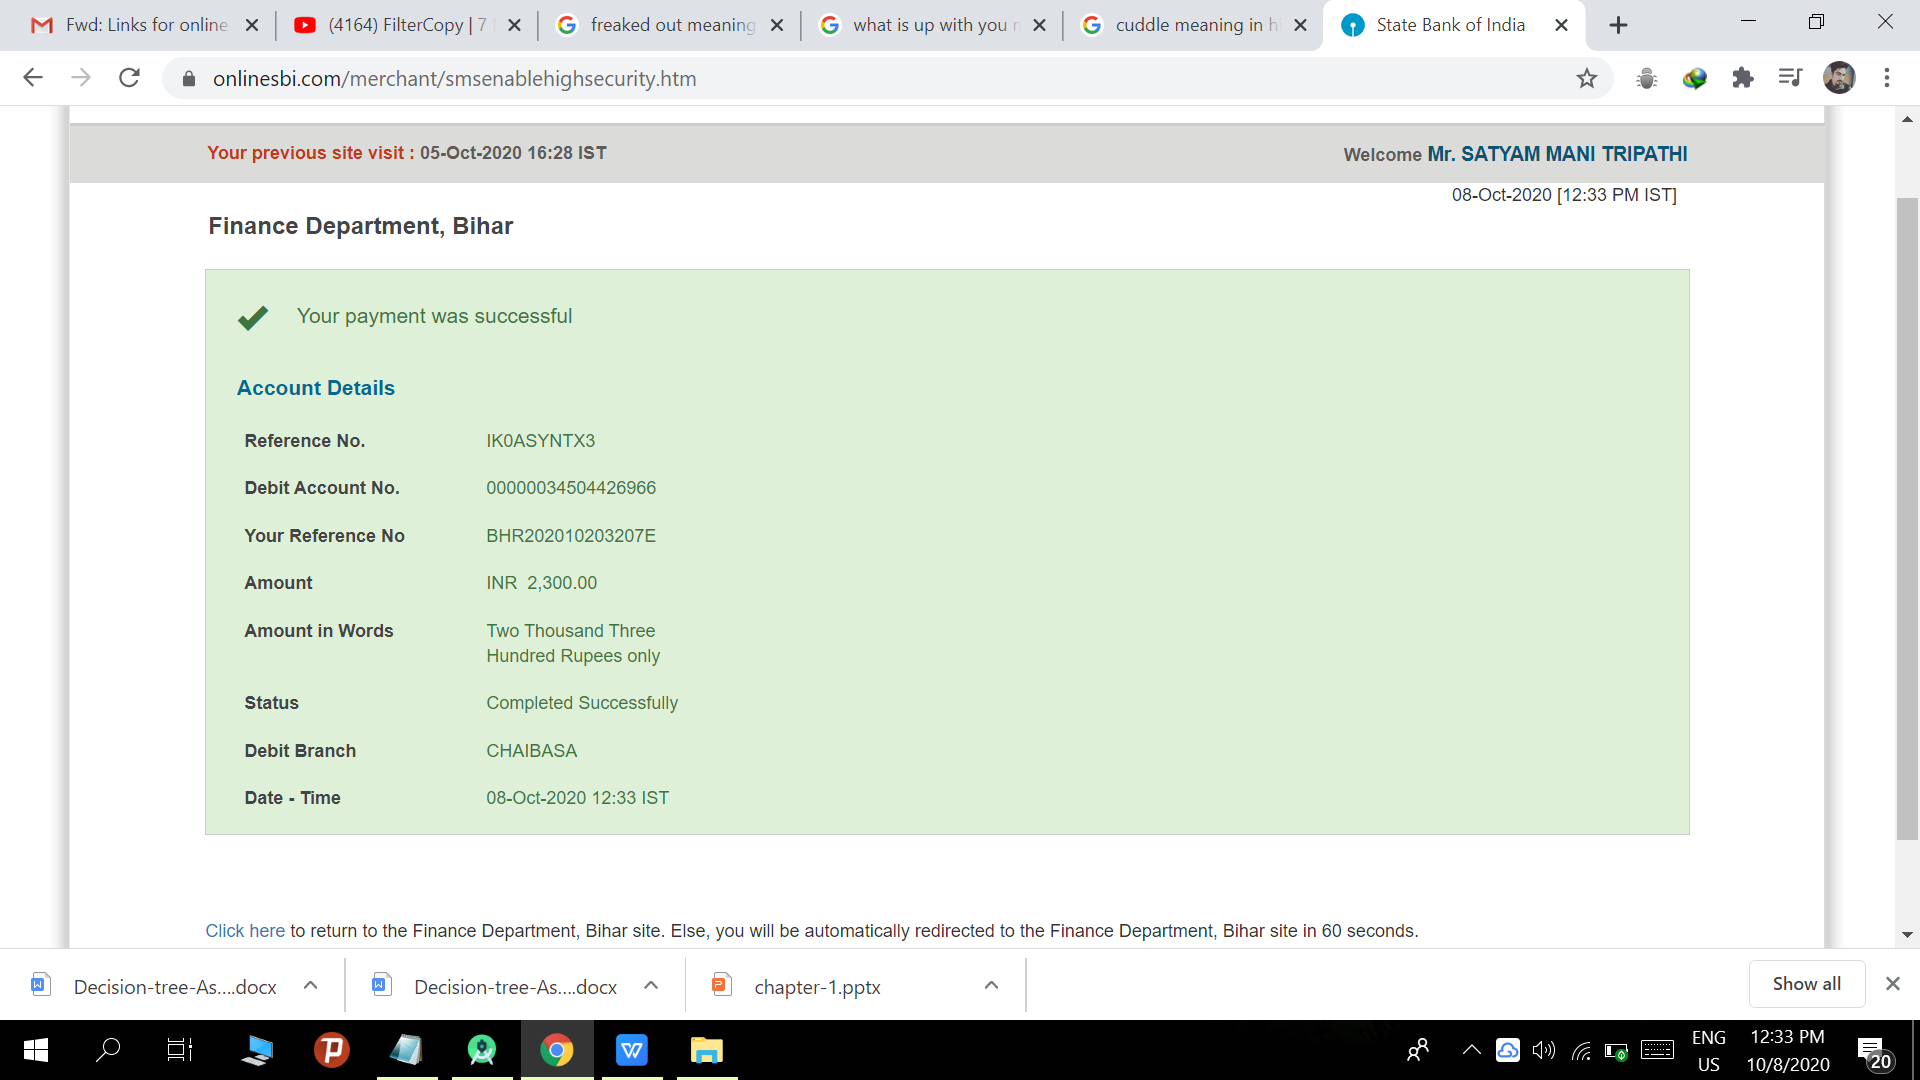 Fwd: Links for online
(4164) FilterCopy | 7
freaked out meaning
what is up with you
cuddle meaning in hi
State Bank of India
onlinesbi.com/merchant/smsenablehighsecurity.htm
Your previous site visit : 05-Oct-2020 16:28 IST
Welcome Mr. SATYAM MANI TRIPATHI
08-Oct-2020 [12:33 PM IST]
Finance Department, Bihar
Your payment was successful
Account Details
Reference No. IK0ASYNTX3
Debit Account No. 00000034504426966
Your Reference No BHR202010203207E
Amount INR 2,300.00
Amount in Words Two Thousand Three
Hundred Rupees only
Status Completed Successfully
Debit Branch CHAIBASA
Date - Time 08-Oct-2020 12:33 IST
Click here to return to the Finance Department, Bihar site. Else, you will be automatically redirected to the Finance Department, Bihar site in 60 seconds.
Decision-tree-As....docx
Decision-tree-As....docx
chapter-1.pptx
Show all
ENG
US
12:33 PM
10/8/2020
20